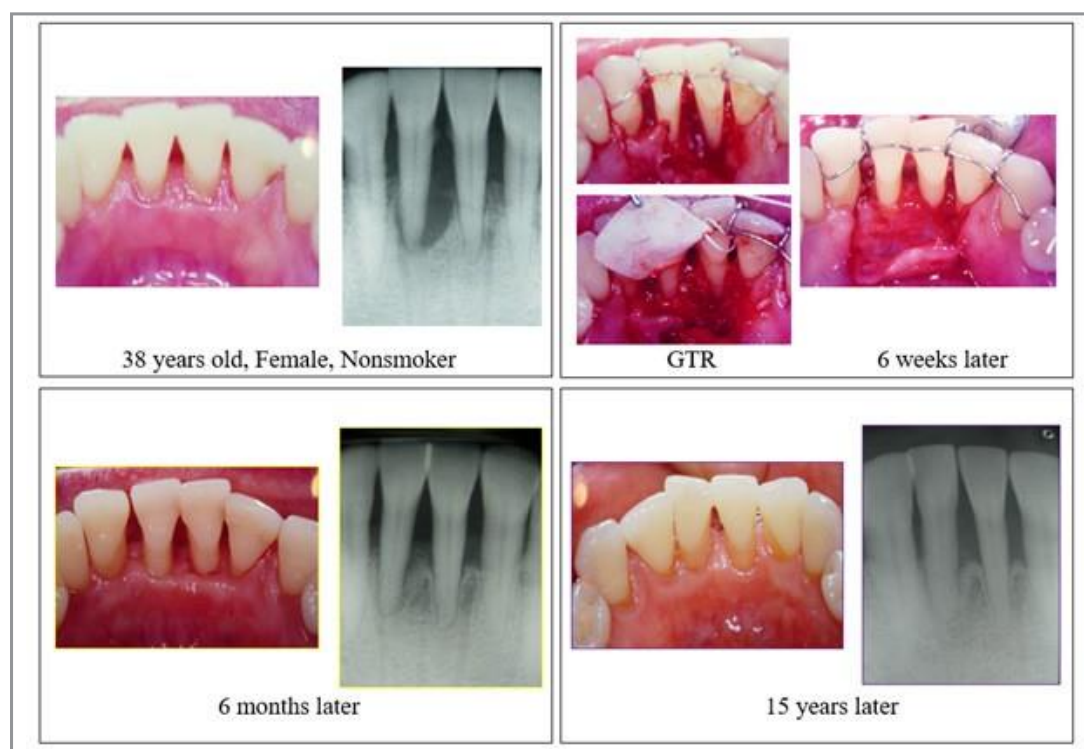 38 years old, Female, Nonsmoker
GTR
6 weeks later
6 months later
15 years later